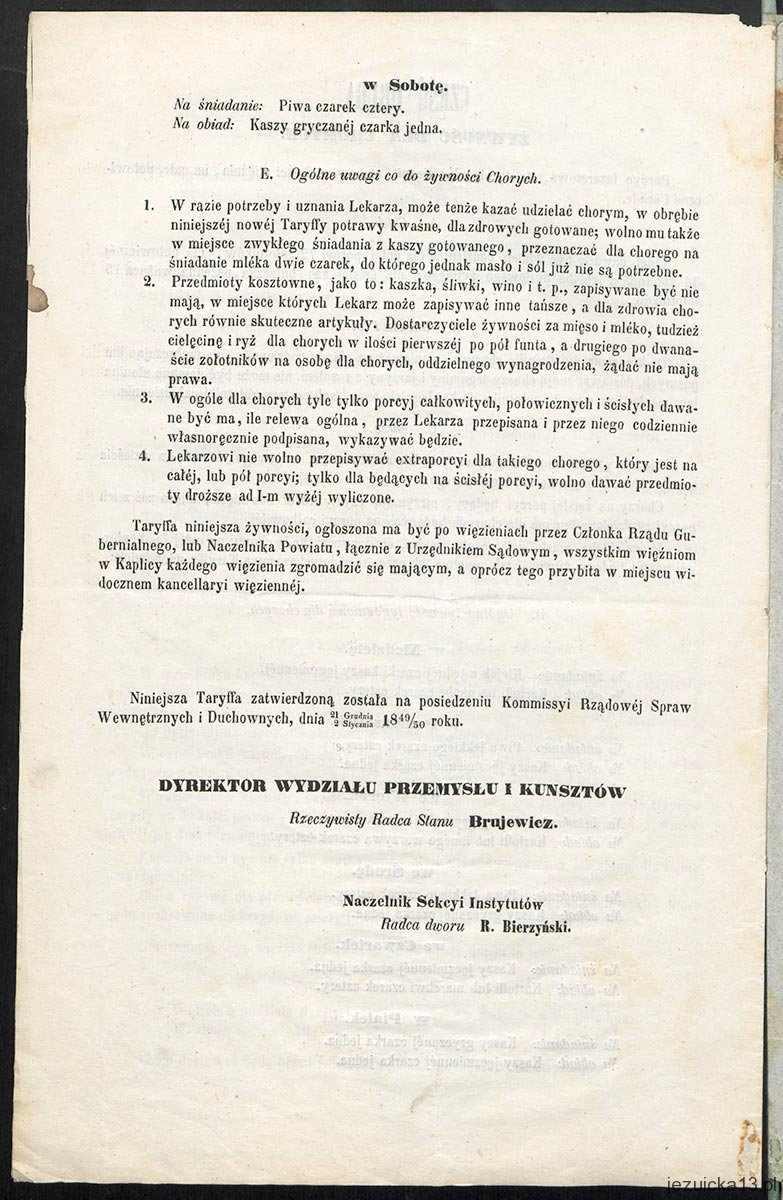 w Sobotę.
Na śniadanie: Piwa czarek cztery.
Na obiad: Kaszy gryczanéj czarka jedna.
E. Ogólne uwagi co do żywności Chorych.
1. W razie potrzeby i uznania Lekarza, może tenże kazać udzielać chorym, w obrębie
niniejszéj nowéj Taryffy potrawy kwaśne, dla zdrowych gotowane; wolno mu także
w miejsce zwykłego śniadania z kaszy gotowanego, przeznaczać dla chorego na
śniadanie mléka dwie czarek, do którego jednak masło i sól już nie są potrzebne.
2. Przedmioty kosztowne, jako to: kaszka, śliwki, wino i t. p., zapisywane być nie
mają, w miejsce których Lekarz może zapisywać inne tańsze, a dla zdrowia cho-
rych równie skuteczne artykuły. Dostarczyciele żywności za mięso i mléko, tudzież
cielęcinę i ryż dla chorych w ilości pierwszéj po pół funta, a drugiego po dwana-
ście zołotników na osobę dla chorych, oddzielnego wynagrodzenia, żądać nie mają
prawa.
3. W ogóle dla chorych tyle tylko porcyj całkowitych, połowicznych i ścisłych dawa-
ne być ma, ile relewa ogólna, przez Lekarza przepisana i przez niego codziennie
własnoręcznie podpisana, wykazywać będzie.
4. Lekarzowi nie wolno przepisywać extraporcyi dla takiego chorego, który jest na
całéj, lub pół porcyi; tylko dla będących na ścisłéj porcyi, wolno dawać przedmio-
ty droższe ad I-m wyżéj wyliczone.
Taryffa niniejsza żywności, ogłoszona ma być po więzieniach przez Członka Rządu Gu-
bernialnego, lub Naczelnika Powiatu, łącznie z Urzędnikiem Sądowym, wszystkim więźniom
w Kaplicy każdego więzienia zgromadzić się mającym, a oprócz tego przybita w miejscu wi-
docznem kancellaryi więziennéj.
Niniejsza Taryffa zatwierdzoną została na posiedzeniu Kommissyi Rządowéj Spraw
Wewnętrznych i Duchownych, dnia 21 Grudnia / 2 Stycznia 1849/50 roku.
DYREKTOR WYDZIAŁU PRZEMYSŁU I KUNSZTÓW
Rzeczywisty Radca Stanu Brujewicz.
Naczelnik Sekcyi Instytutów
Radca dworu R. Bierzyński.
jezuicka13.pl